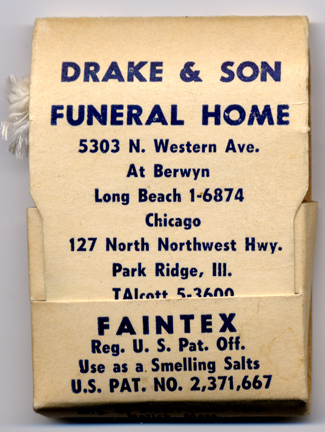 DRAKE & SON
FUNERAL HOME
5303 N. Western Ave.
At Berwyn
Long Beach 1-6874
Chicago
127 North Northwest Hwy.
Park Ridge, Ill.
TAlcott 5-3600
FAINTEX
Reg. U. S. Pat. Off.
Use as a Smelling Salts
U.S. PAT. NO. 2,371,667